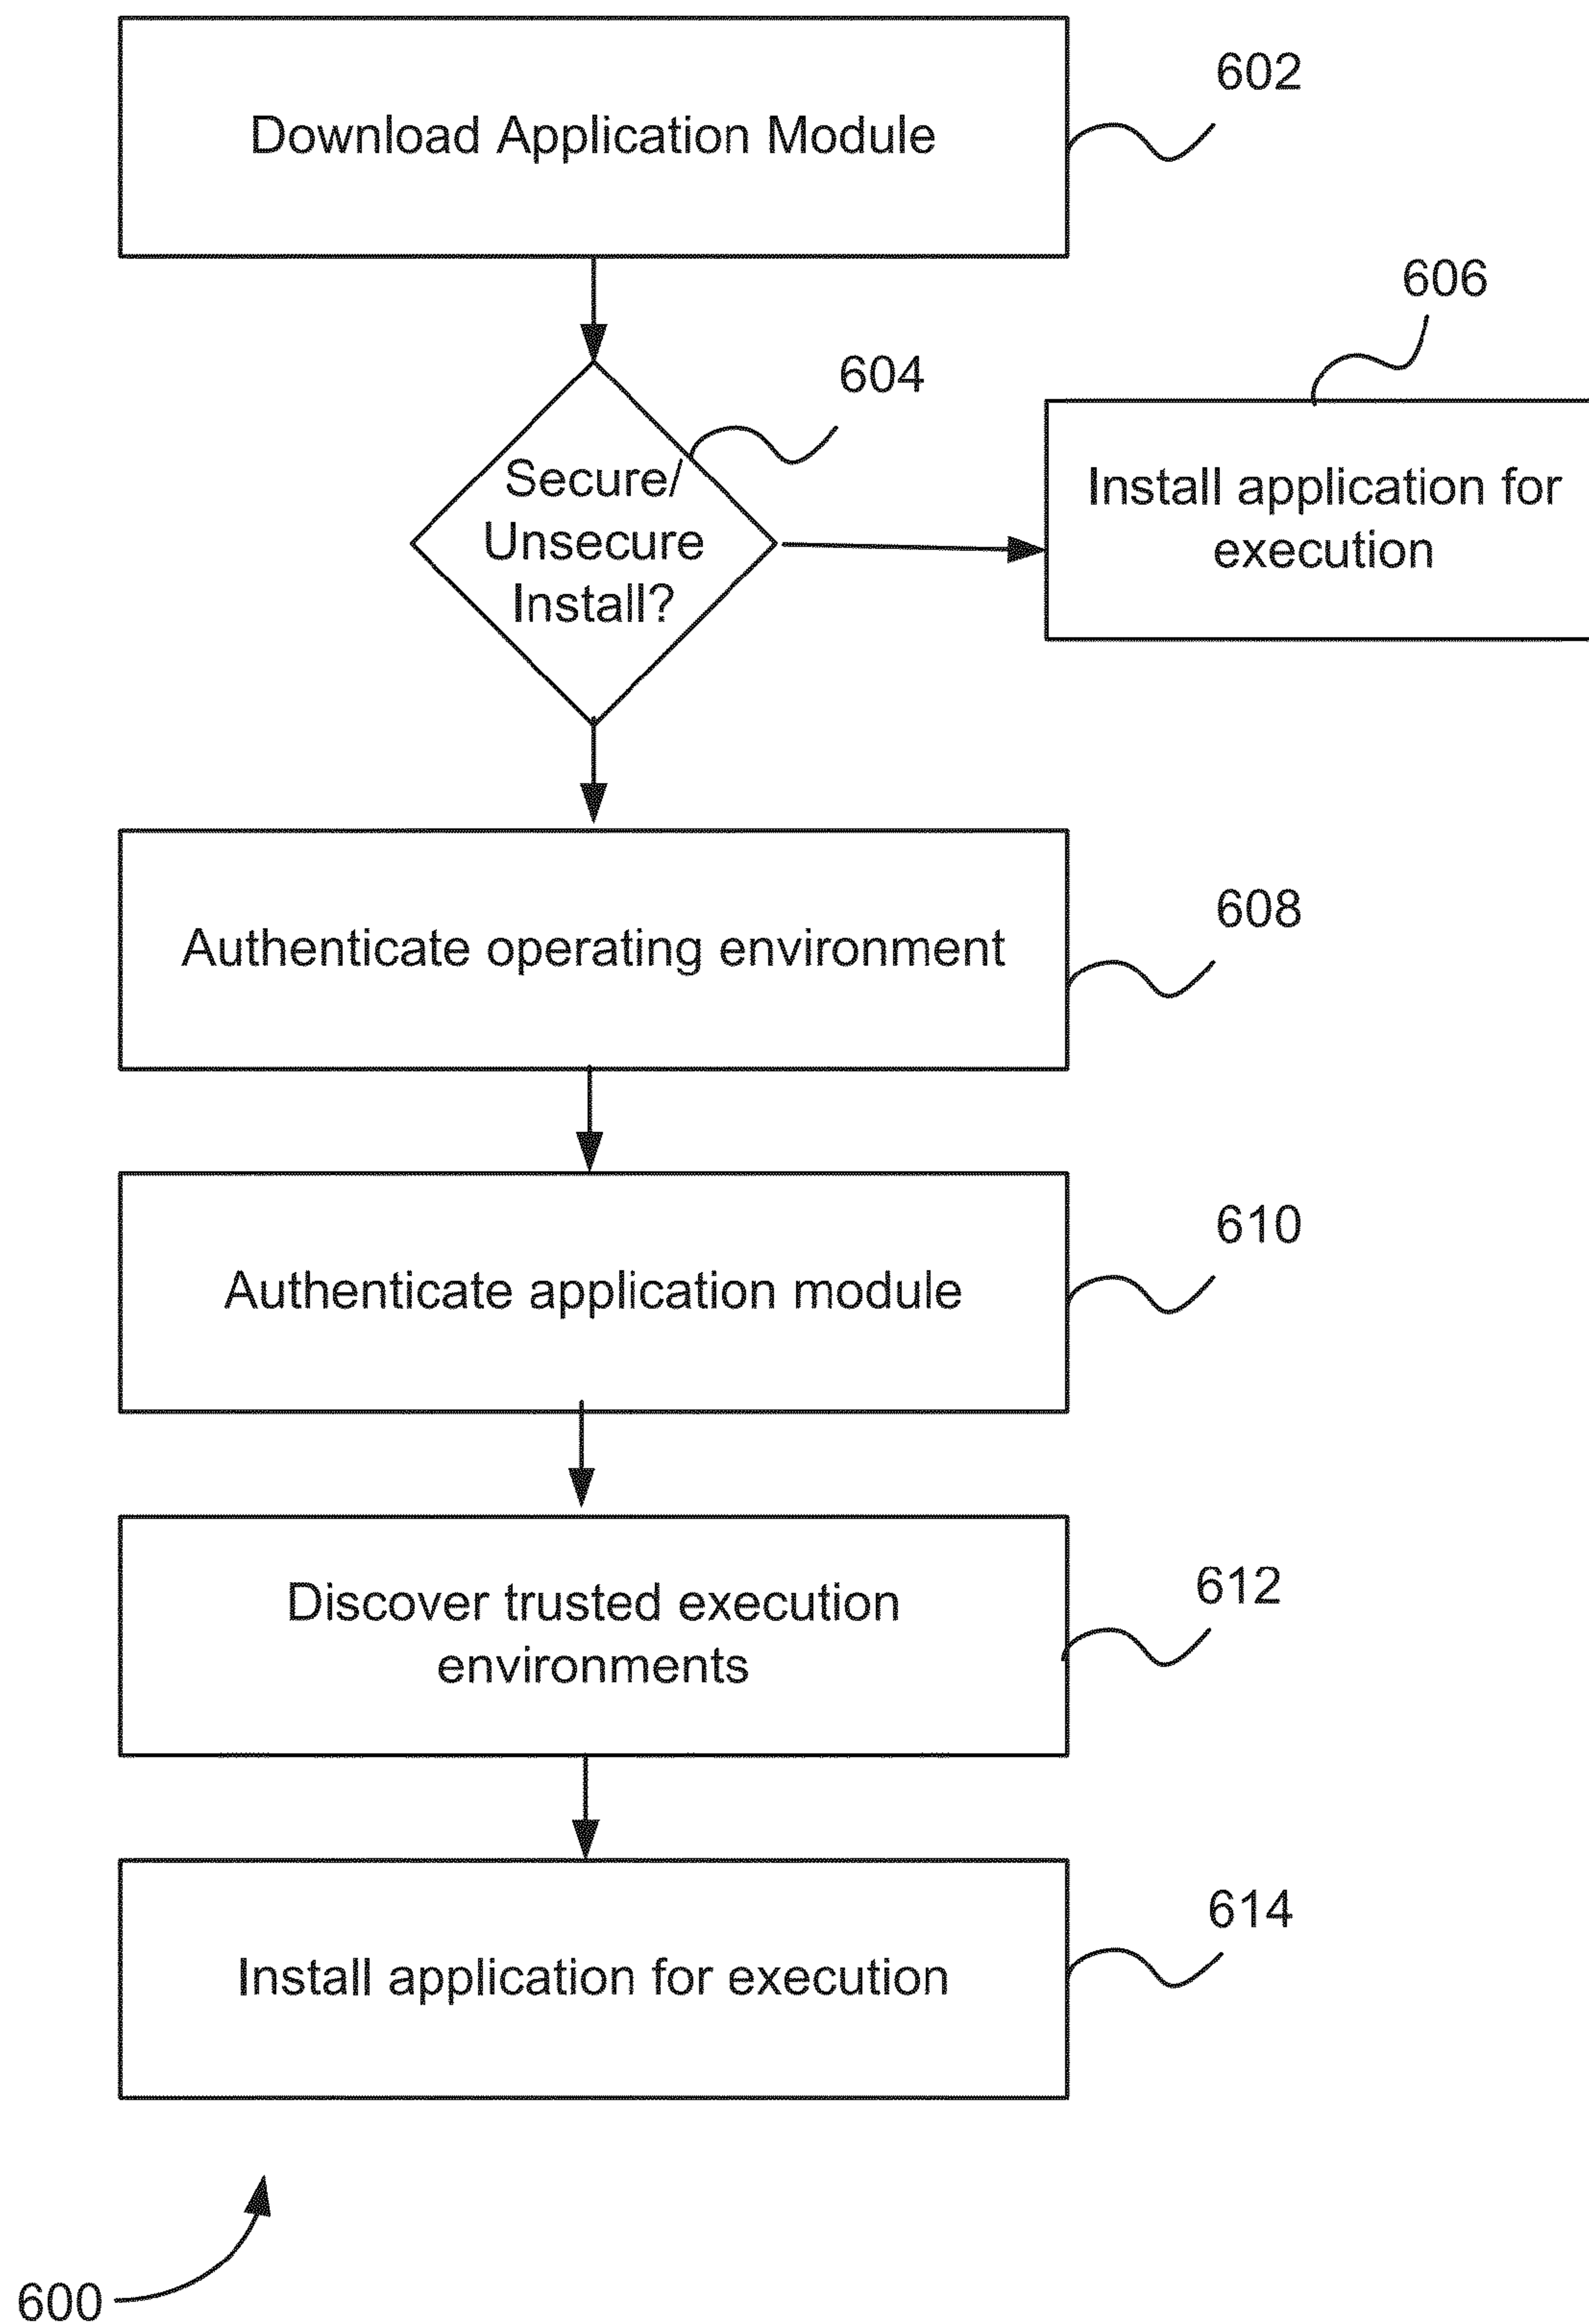 Download Application Module
602
606
604
Secure/
Unsecure
Install?
Install application for
execution
608
Authenticate operating environment
610
Authenticate application module
612
Discover trusted execution
environments
614
Install application for execution
600